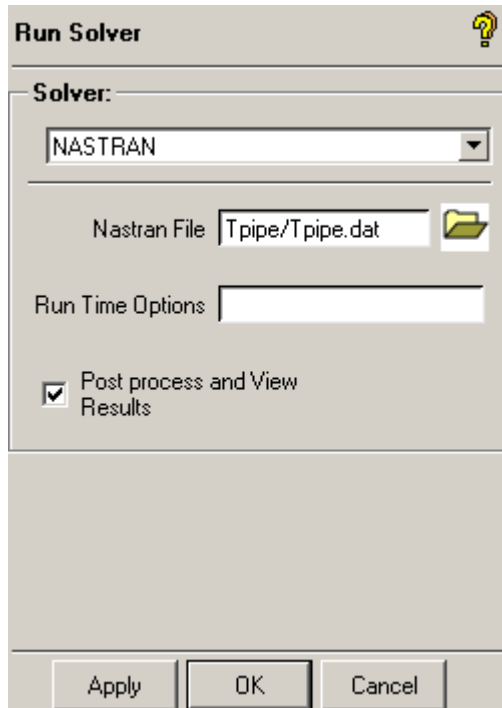 Run Solver
Solver:
NASTRAN
Nastran File Tpipe/Tpipe.dat
Run Time Options
Post process and View
Results
Apply OK Cancel